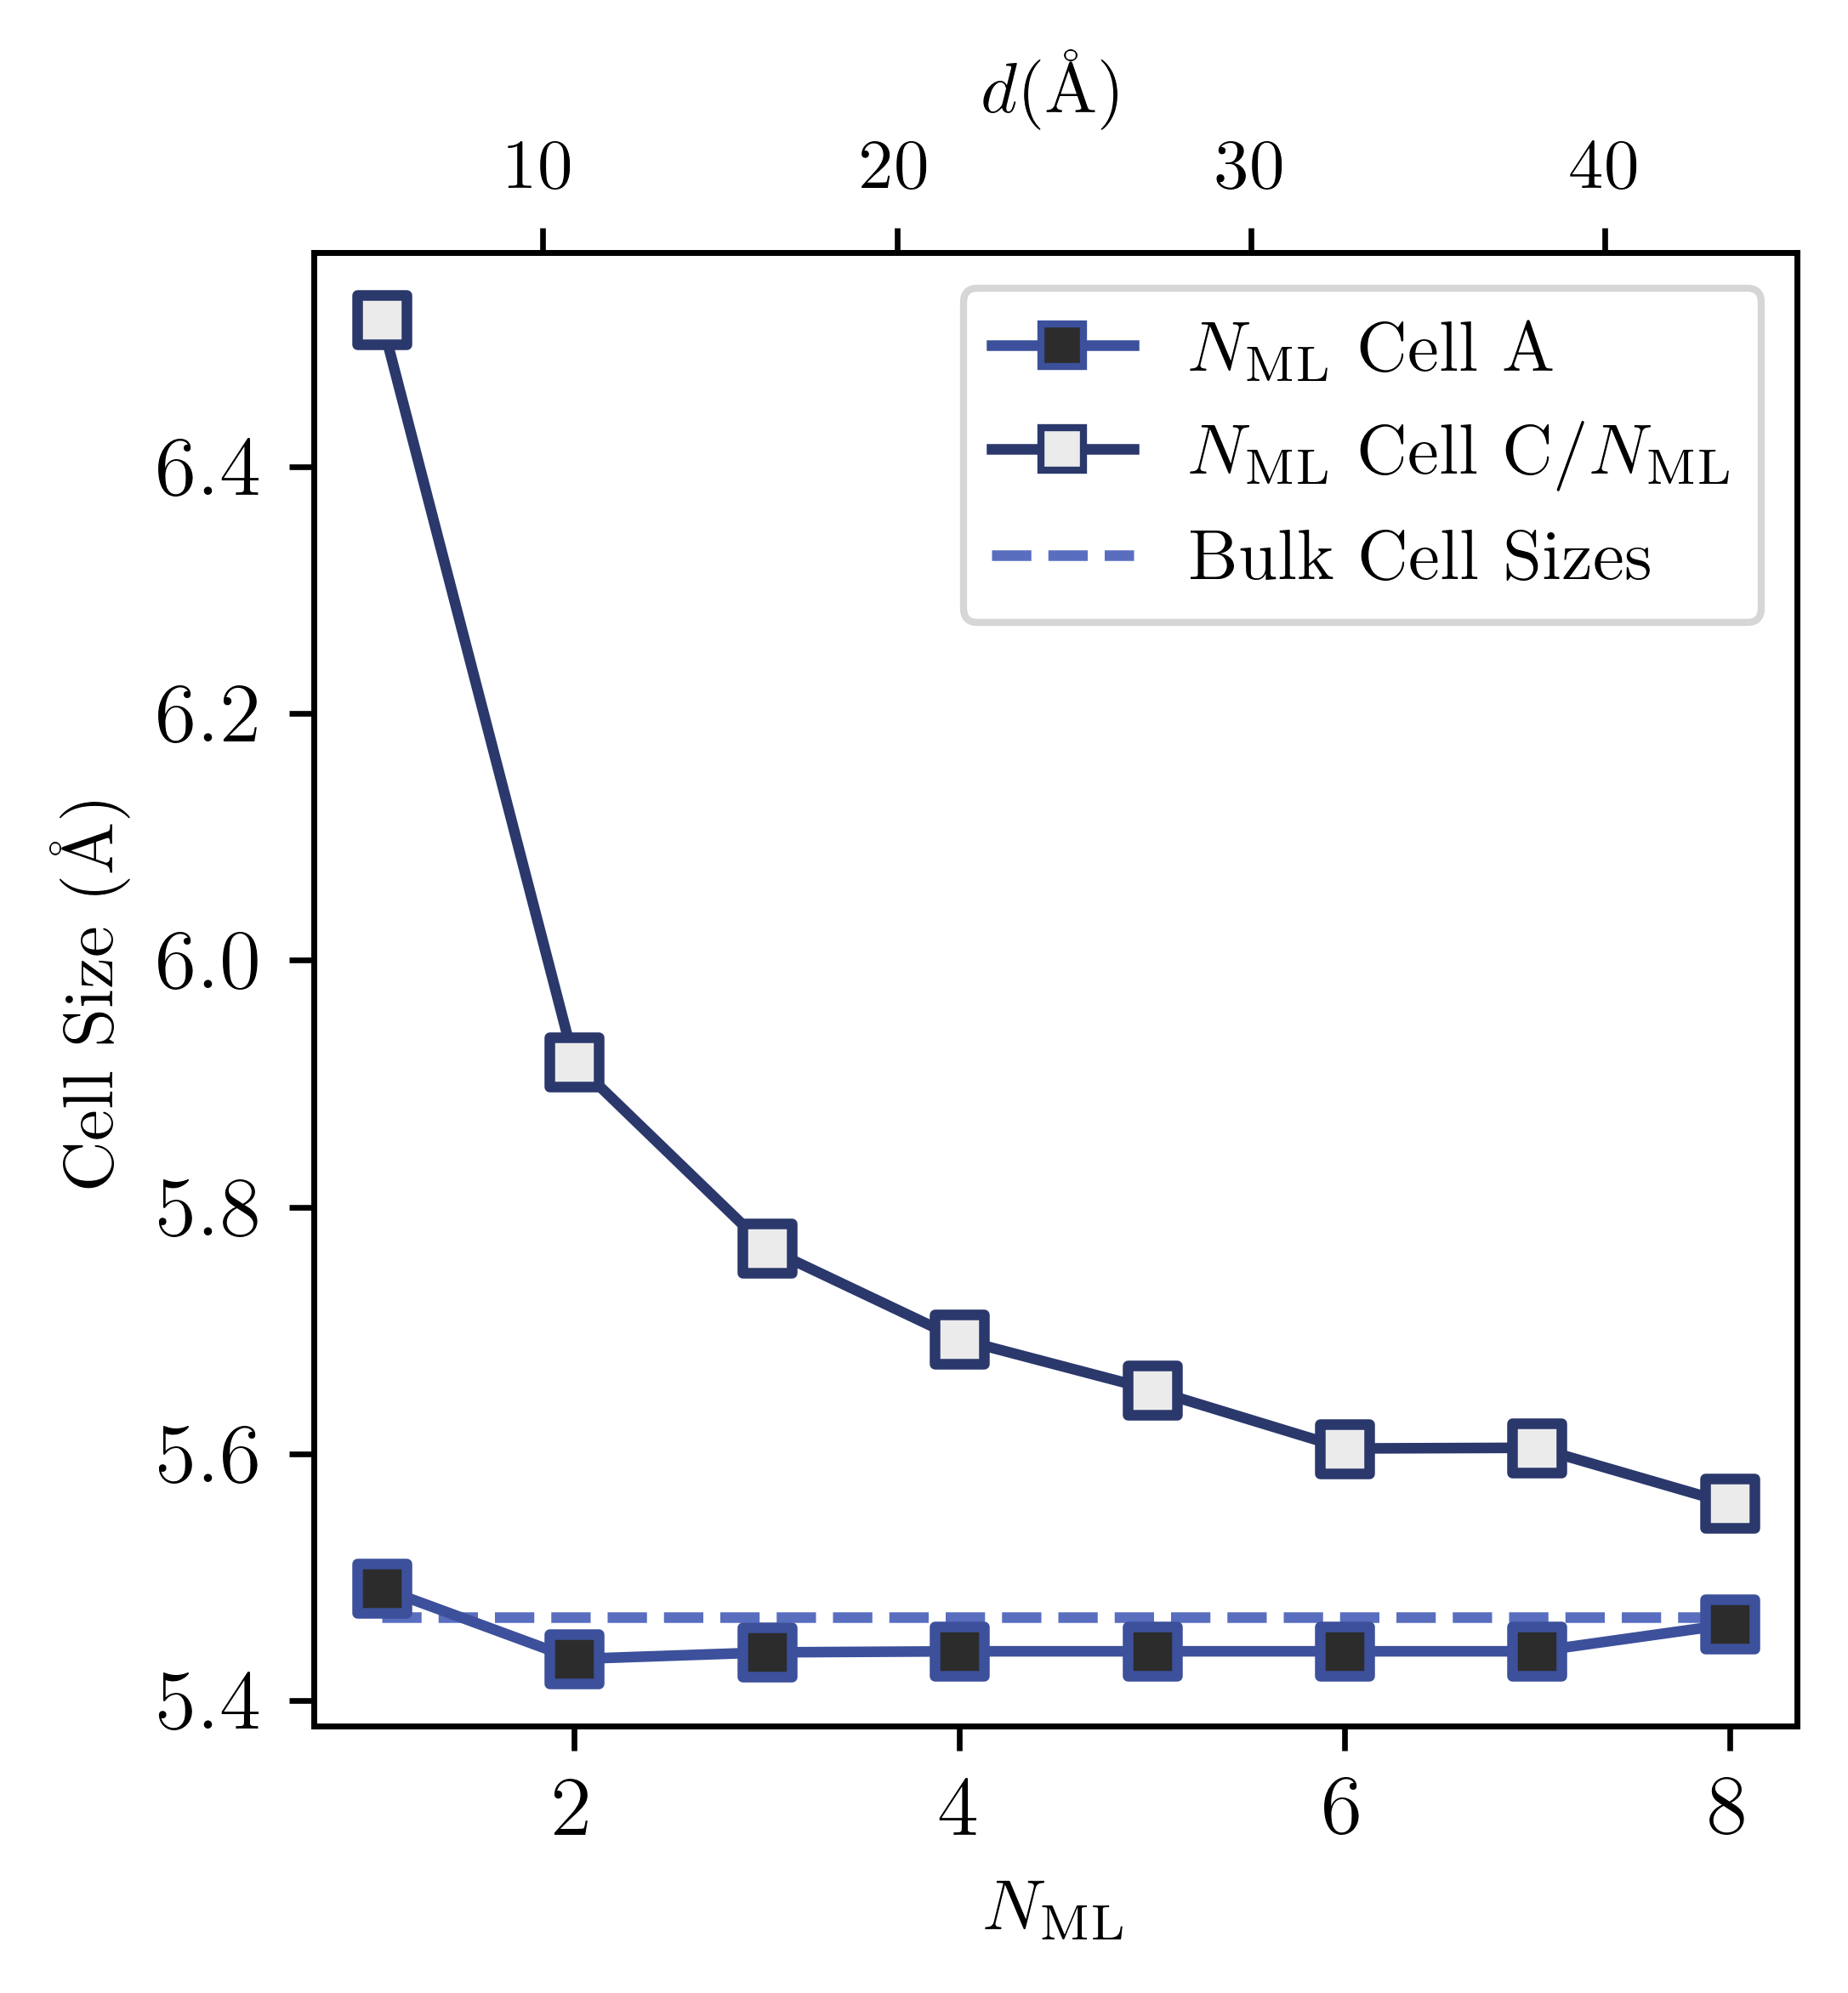 d(Å)
10 20 30 40
N_ML Cell A
N_ML Cell C/N_ML
Bulk Cell Sizes
6.4
6.2
6.0
5.8
5.6
5.4
Cell Size (Å)
2 4 6 8
N_ML